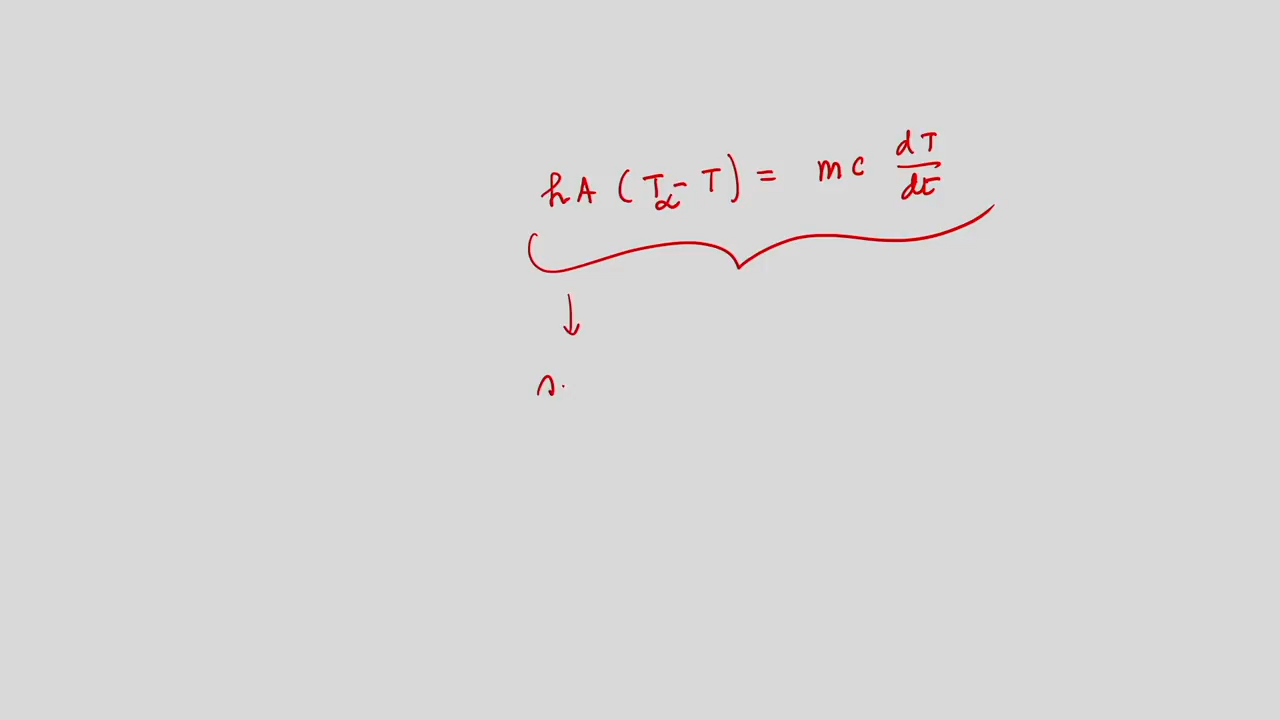 hA (T∝ - T) = mc dT/dt